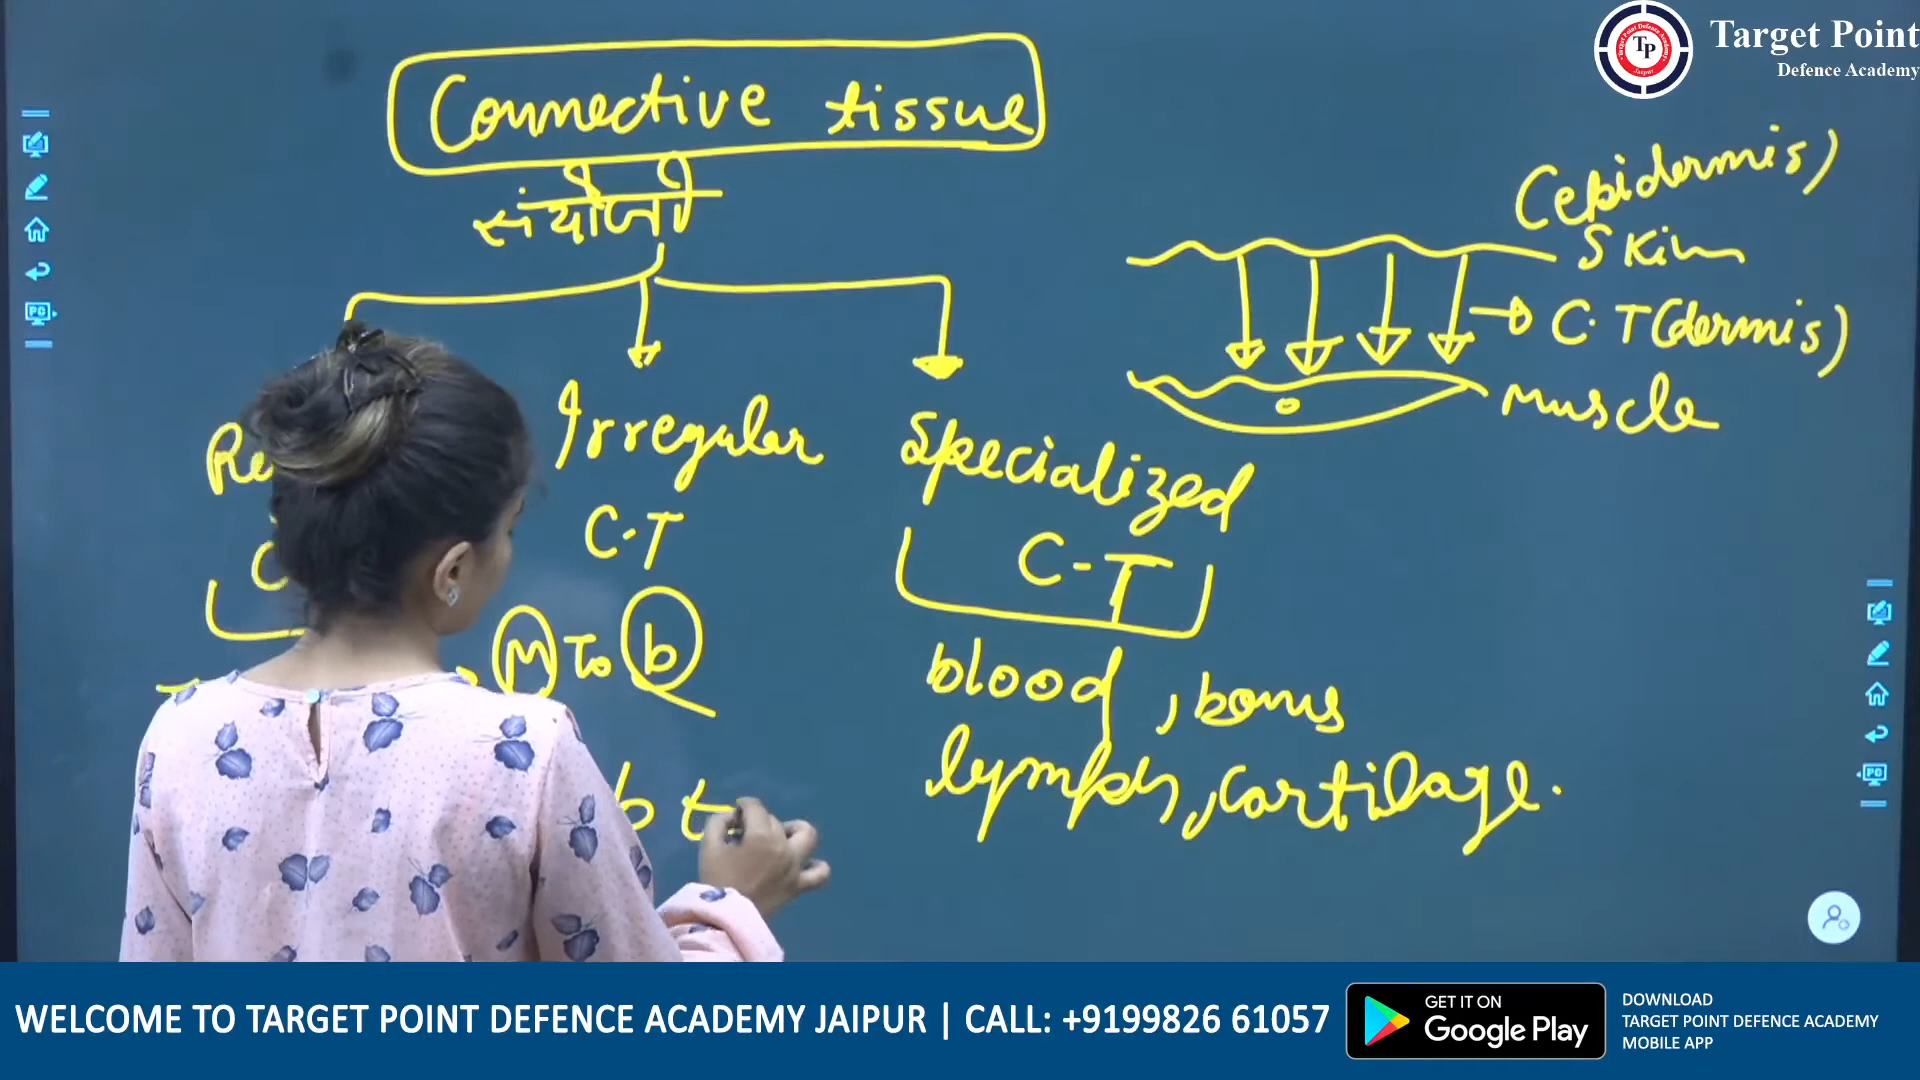 Connective tissue
संयोजी
Irregular
C-T
Specialized
C-T
M To b
b t
blood, bones
lymph, cartilage.
(epidermis)
Skin
C.T (dermis)
muscle
TP
Target Point
Defence Academy
WELCOME TO TARGET POINT DEFENCE ACADEMY JAIPUR | CALL: +9199826 61057
GET IT ON
Google Play
DOWNLOAD
TARGET POINT DEFENCE ACADEMY
MOBILE APP